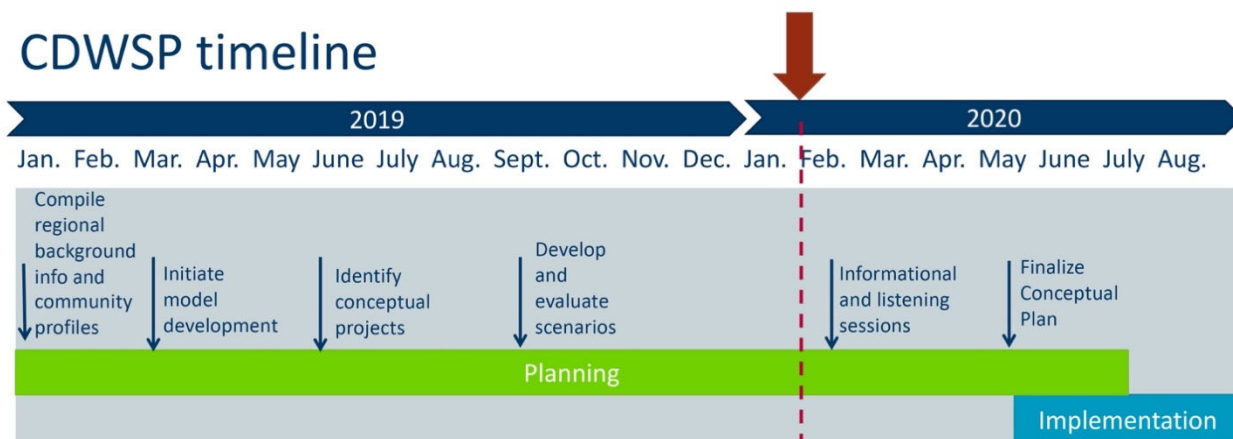 CDWSP timeline
2019
2020
Jan. Feb. Mar. Apr. May June July Aug. Sept. Oct. Nov. Dec. Jan. Feb. Mar. Apr. May June July Aug.
Compile
regional
background
info and
community
profiles
Initiate
model
development
Identify
conceptual
projects
Develop
and
evaluate
scenarios
Informational
and listening
sessions
Finalize
Conceptual
Plan
Planning
Implementation